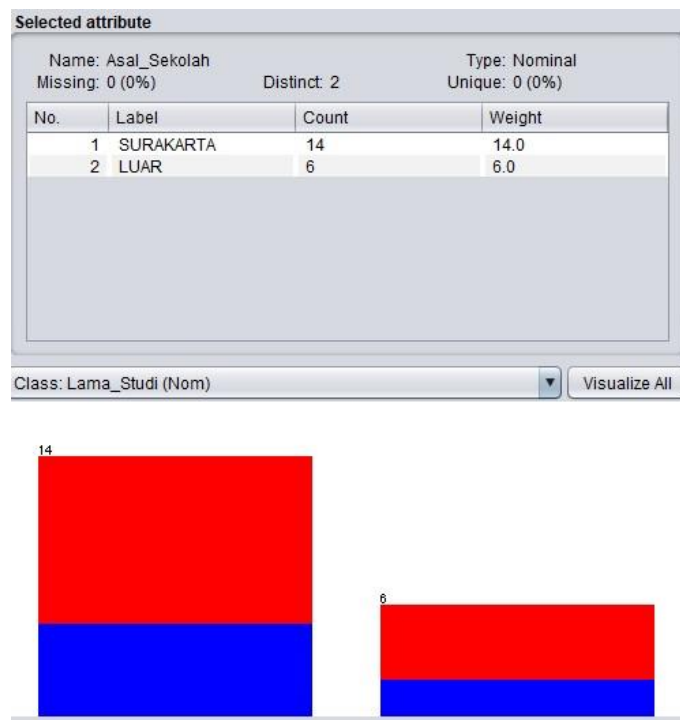 Selected attribute
Name: Asal_Sekolah Type: Nominal
Missing: 0 (0%) Distinct: 2 Unique: 0 (0%)
No. Label Count Weight
1 SURAKARTA 14 14.0
2 LUAR 6 6.0
Class: Lama_Studi (Nom) Visualize All
14
6